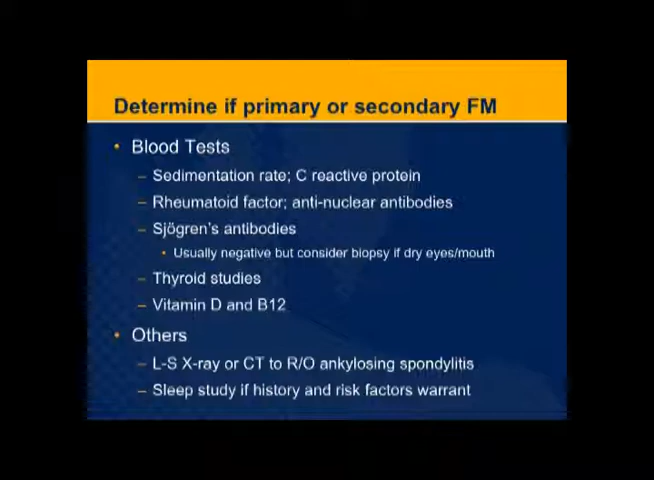 Determine if primary or secondary FM
• Blood Tests
– Sedimentation rate; C reactive protein
– Rheumatoid factor; anti-nuclear antibodies
– Sjögren's antibodies
• Usually negative but consider biopsy if dry eyes/mouth
– Thyroid studies
– Vitamin D and B12
• Others
– L-S X-ray or CT to R/O ankylosing spondylitis
– Sleep study if history and risk factors warrant